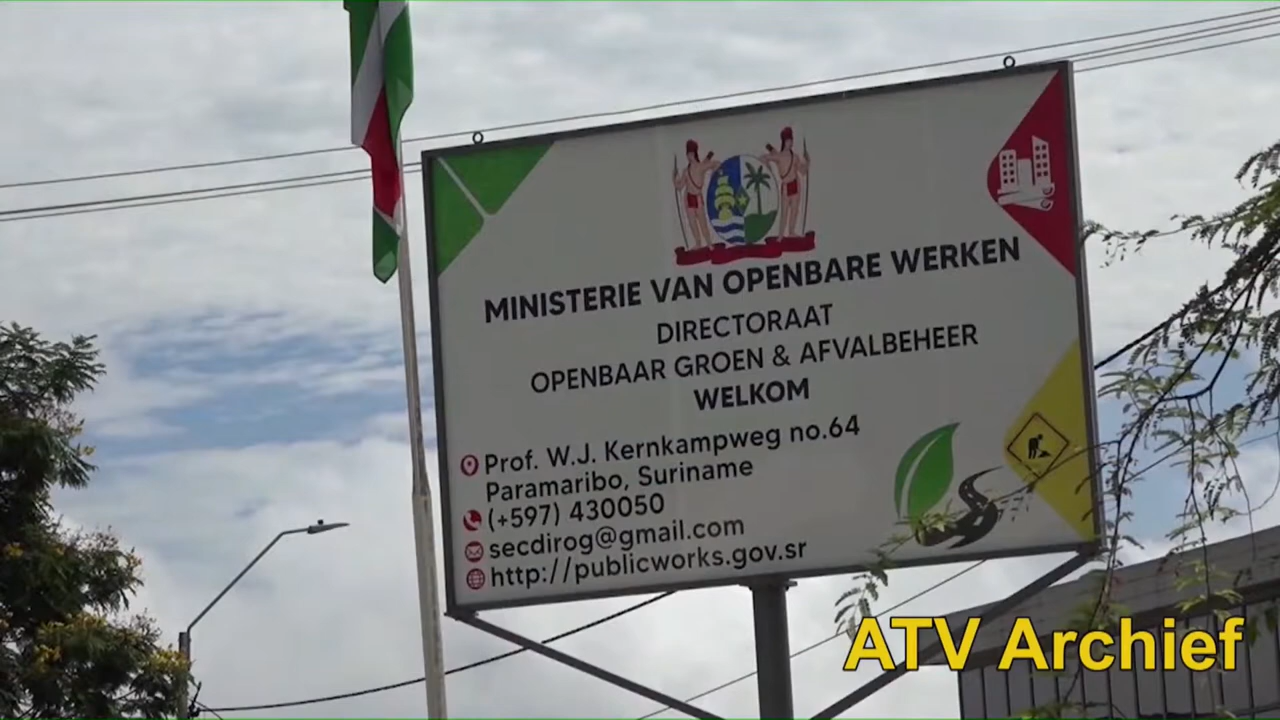 MINISTERIE VAN OPENBARE WERKEN
DIRECTORAAT
OPENBAAR GROEN & AFVALBEHEER
WELKOM
Prof. W.J. Kernkampweg no.64
Paramaribo, Suriname
(+597) 430050
secdirog@gmail.com
http://publicworks.gov.sr
ATV Archief